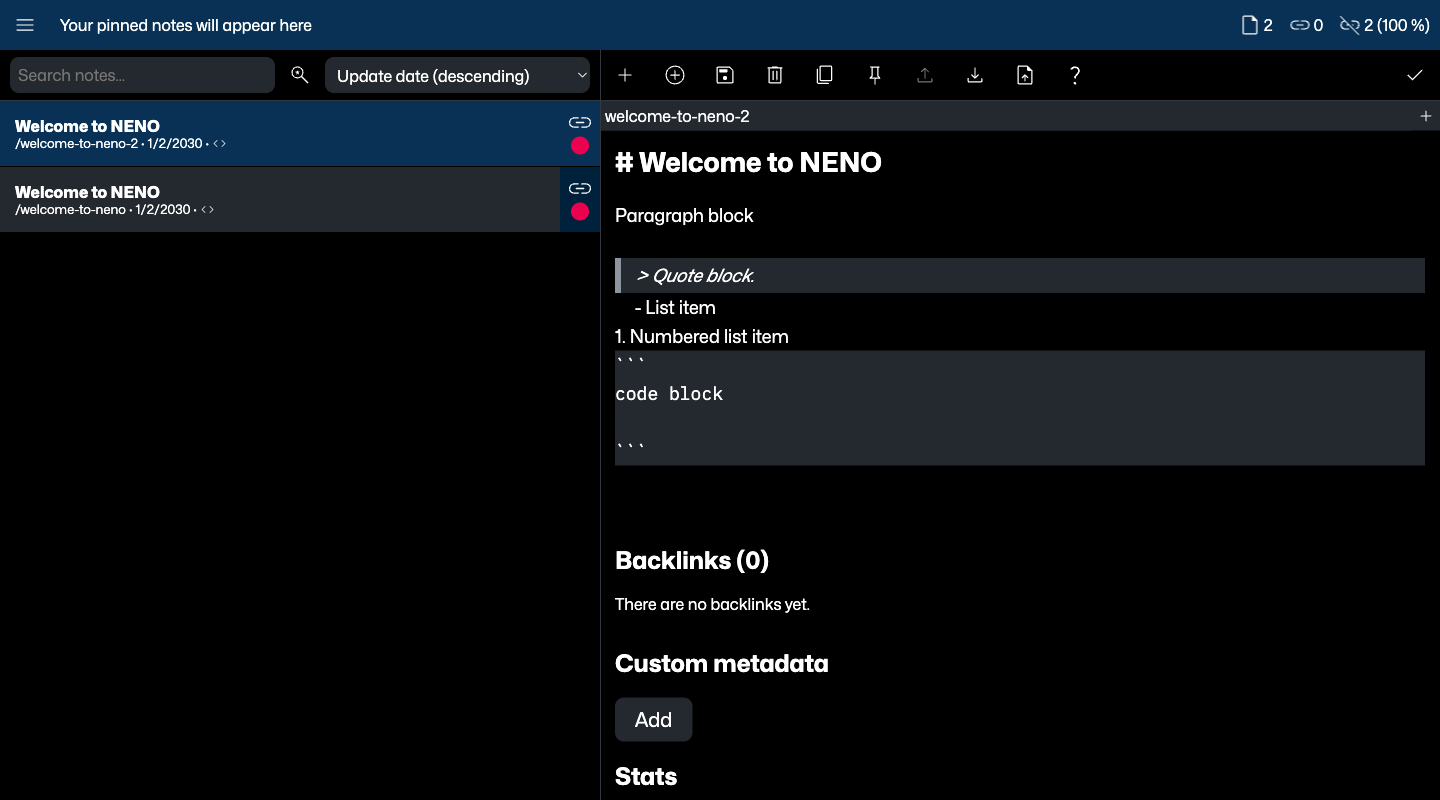 Your pinned notes will appear here
2
0
2 (100 %)
Search notes...
Update date (descending)
Welcome to NENO
/welcome-to-neno-2 • 1/2/2030 •
Welcome to NENO
/welcome-to-neno • 1/2/2030 •
welcome-to-neno-2
# Welcome to NENO
Paragraph block
> Quote block.
- List item
1. Numbered list item
```
code block
```
Backlinks (0)
There are no backlinks yet.
Custom metadata
Add
Stats